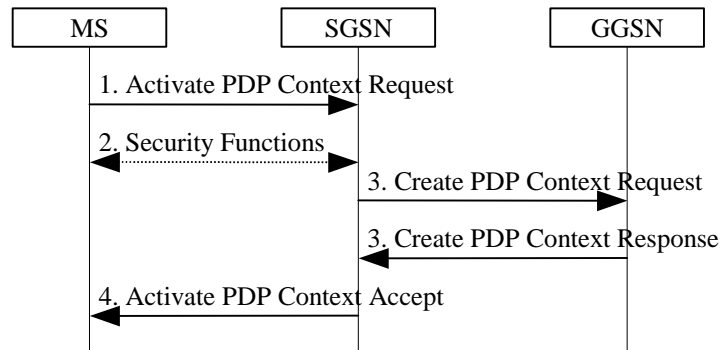 MS SGSN GGSN
1. Activate PDP Context Request
2. Security Functions
3. Create PDP Context Request
3. Create PDP Context Response
4. Activate PDP Context Accept